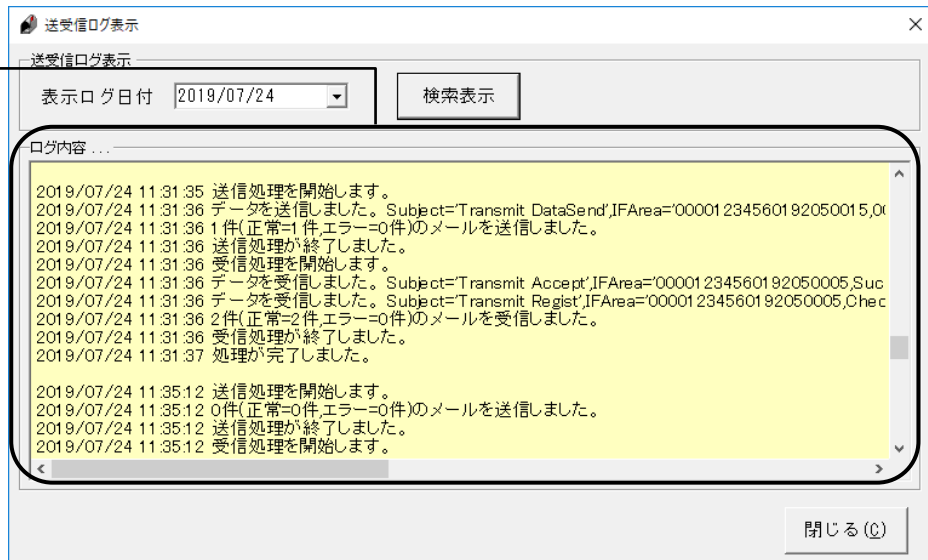 送受信ログ表示
送受信ログ表示
表示ログ日付 2019/07/24 検索表示
ログ内容 ...
2019/07/24 11:31:35 送信処理を開始します。
2019/07/24 11:31:36 データを送信しました。Subject='Transmit DataSend',IFArea='00001234560192050015,0(
2019/07/24 11:31:36 1件(正常=1件,エラー=0件)のメールを送信しました。
2019/07/24 11:31:36 送信処理が終了しました。
2019/07/24 11:31:36 受信処理を開始します。
2019/07/24 11:31:36 データを受信しました。Subject='Transmit Accept',IFArea='00001234560192050005,Suc
2019/07/24 11:31:36 データを受信しました。Subject='Transmit Regist',IFArea='00001234560192050005,Chec
2019/07/24 11:31:36 2件(正常=2件,エラー=0件)のメールを受信しました。
2019/07/24 11:31:36 受信処理が終了しました。
2019/07/24 11:31:37 処理が完了しました。
2019/07/24 11:35:12 送信処理を開始します。
2019/07/24 11:35:12 0件(正常=0件,エラー=0件)のメールを送信しました。
2019/07/24 11:35:12 送信処理が終了しました。
2019/07/24 11:35:12 受信処理を開始します。
閉じる(C)